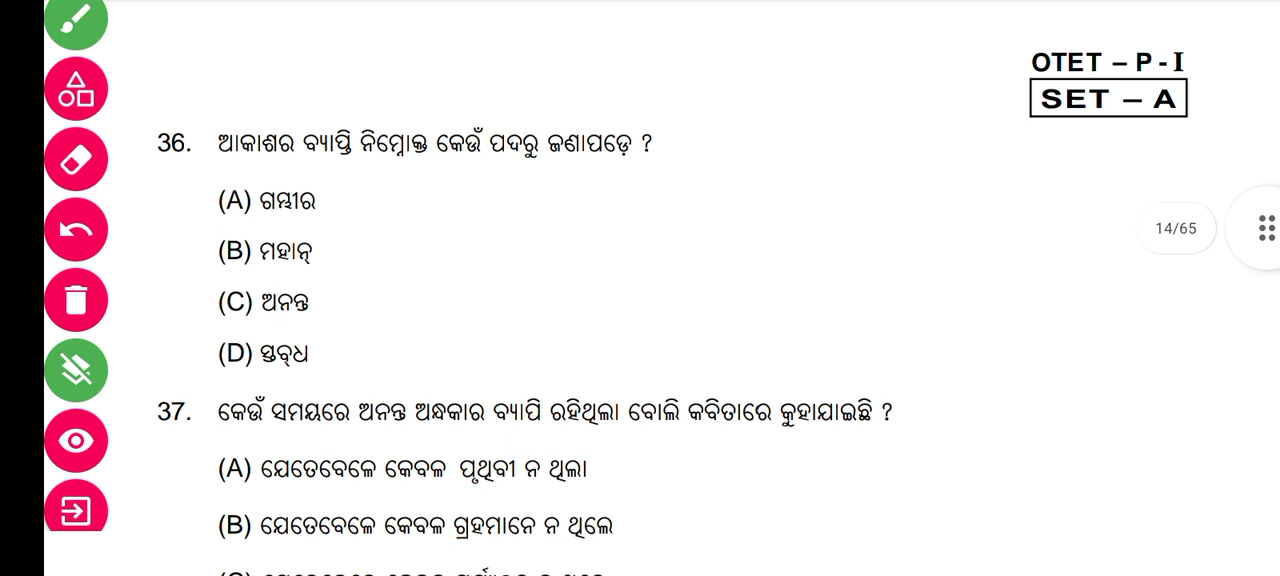 OTET – P - I
SET – A
36. ଆକାଶର ବ୍ୟାପ୍ତି ନିମ୍ନୋକ୍ତ କେଉଁ ପଦରୁ ଜଣାପଡ଼େ ?
(A) ଗମ୍ଭୀର
14/65
(B) ମହାନ୍
(C) ଅନନ୍ତ
(D) ସ୍ତବ୍ଧ
37. କେଉଁ ସମୟରେ ଅନନ୍ତ ଅନ୍ଧକାର ବ୍ୟାପି ରହିଥିଲା ବୋଲି କବିତାରେ କୁହାଯାଇଛି ?
(A) ଯେତେବେଳେ କେବଳ ପୃଥିବୀ ନ ଥିଲା
(B) ଯେତେବେଳେ କେବଳ ଗ୍ରହମାନେ ନ ଥିଲେ